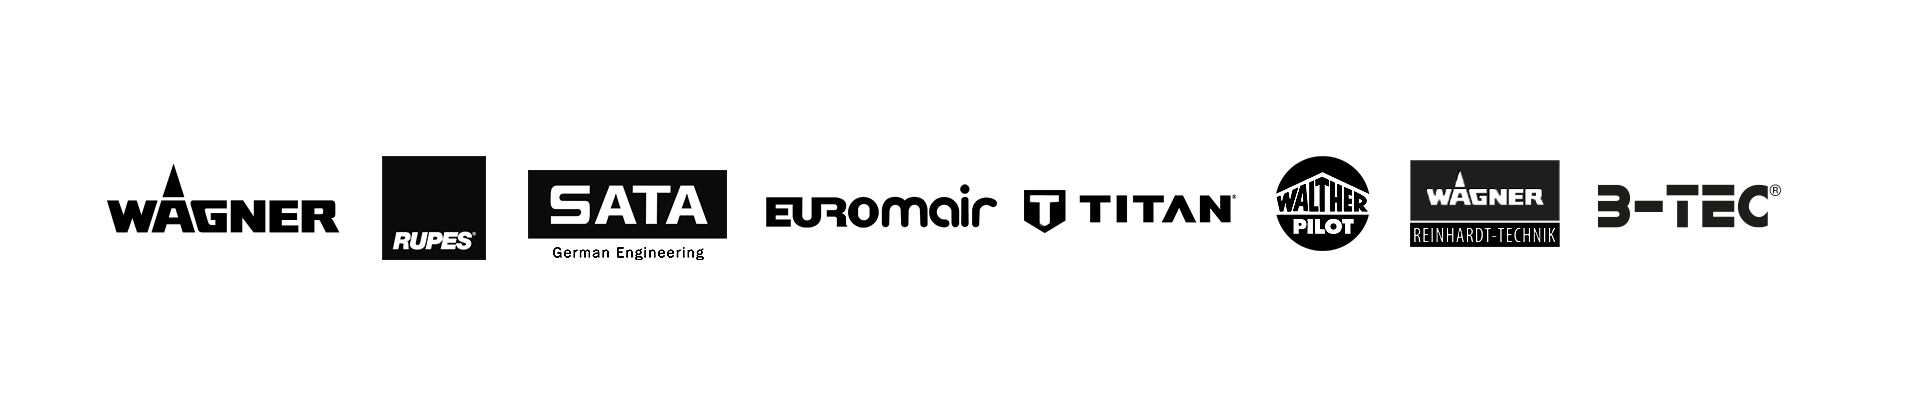 WAGNER
RUPES®
SATA
German Engineering
EUROmair
TITAN®
WALTHER
PILOT
WAGNER
REINHARDT-TECHNIK
B-TEC®